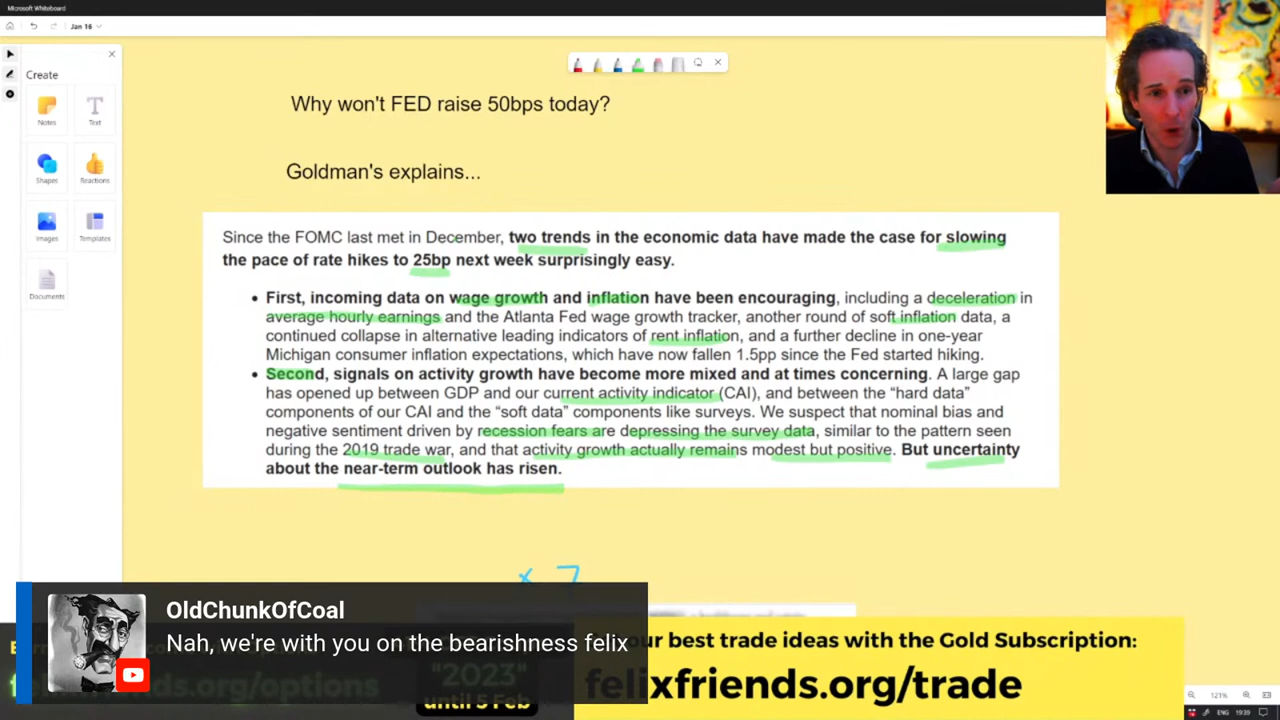 Microsoft Whiteboard
Jan 16
Create
Notes
Text
Shapes
Reactions
Images
Templates
Documents
Why won't FED raise 50bps today?
Goldman's explains...
Since the FOMC last met in December, two trends in the economic data have made the case for slowing
the pace of rate hikes to 25bp next week surprisingly easy.
• First, incoming data on wage growth and inflation have been encouraging, including a deceleration in
average hourly earnings and the Atlanta Fed wage growth tracker, another round of soft inflation data, a
continued collapse in alternative leading indicators of rent inflation, and a further decline in one-year
Michigan consumer inflation expectations, which have now fallen 1.5pp since the Fed started hiking.
• Second, signals on activity growth have become more mixed and at times concerning. A large gap
has opened up between GDP and our current activity indicator (CAI), and between the "hard data"
components of our CAI and the "soft data" components like surveys. We suspect that nominal bias and
negative sentiment driven by recession fears are depressing the survey data, similar to the pattern seen
during the 2019 trade war, and that activity growth actually remains modest but positive. But uncertainty
about the near-term outlook has risen.
OldChunkOfCoal
Nah, we're with you on the bearishness felix
our best trade ideas with the Gold Subscription:
felixfriends.org/trade
"2023"
until 5 Feb
ends.org/options
121%
ENG
19:39